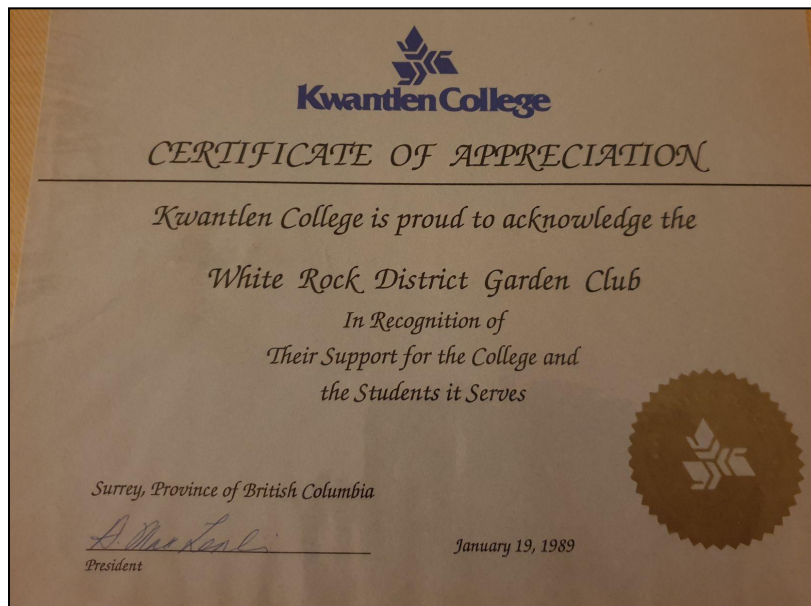 Kwantlen College
CERTIFICATE OF APPRECIATION
Kwantlen College is proud to acknowledge the
White Rock District Garden Club
In Recognition of
Their Support for the College and
the Students it Serves
Surrey, Province of British Columbia
President
January 19, 1989